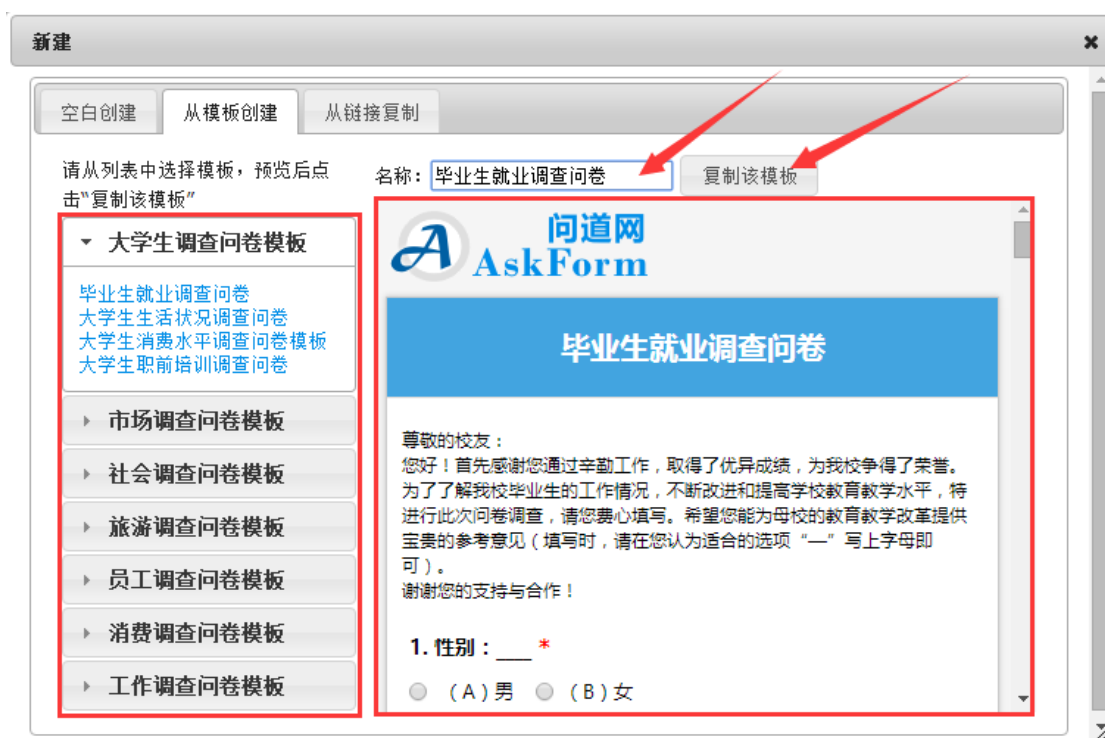 新建
空白创建
从模板创建
从链接复制
请从列表中选择模板，预览后点
击“复制该模板”
名称：
毕业生就业调查问卷
复制该模板
大学生调查问卷模板
毕业生就业调查问卷
大学生生活状况调查问卷
大学生消费水平调查问卷模板
大学生职前培训调查问卷
市场调查问卷模板
社会调查问卷模板
旅游调查问卷模板
员工调查问卷模板
消费调查问卷模板
工作调查问卷模板
A
问道网
AskForm
毕业生就业调查问卷
尊敬的校友：
您好！首先感谢您通过辛勤工作，取得了优异成绩，为我校争得了荣誉。
为了了解我校毕业生的工作情况，不断改进和提高学校教育教学水平，特
进行此次问卷调查，请您费心填写。希望您能为母校的教育教学改革提供
宝贵的参考意见（填写时，请在您认为适合的选项“—”写上字母即
可）。
谢谢您的支持与合作！
1. 性别：___ *
（A）男 （B）女